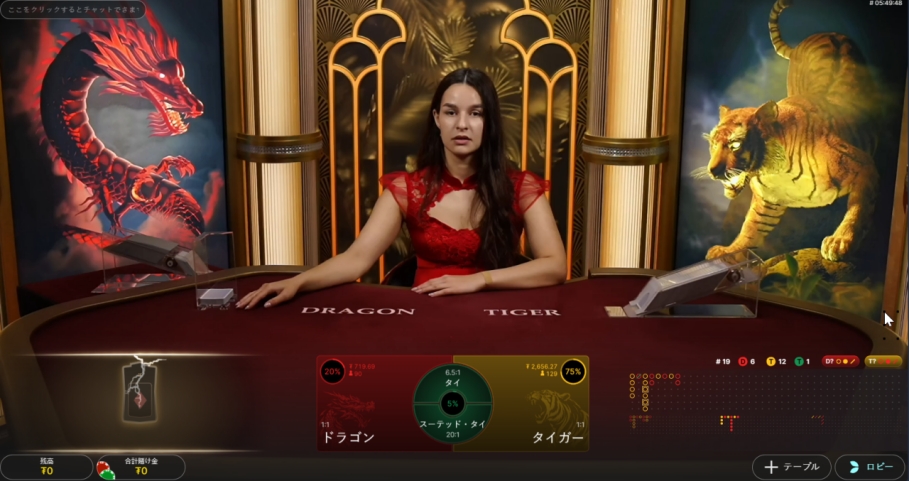 ここをクリックするとチャットできます
# 05:49:48
DRAGON
TIGER
20%
6.5:1
タイ
₮ 2,656.27
128
75%
5%
1:1
ドラゴン
スーテッド・タイ
20:1
1:1
タイガー
# 19
D 6
T 12
T 1
D?
T?
残高
₮0
合計賭け金
₮0
テーブル
ロビー